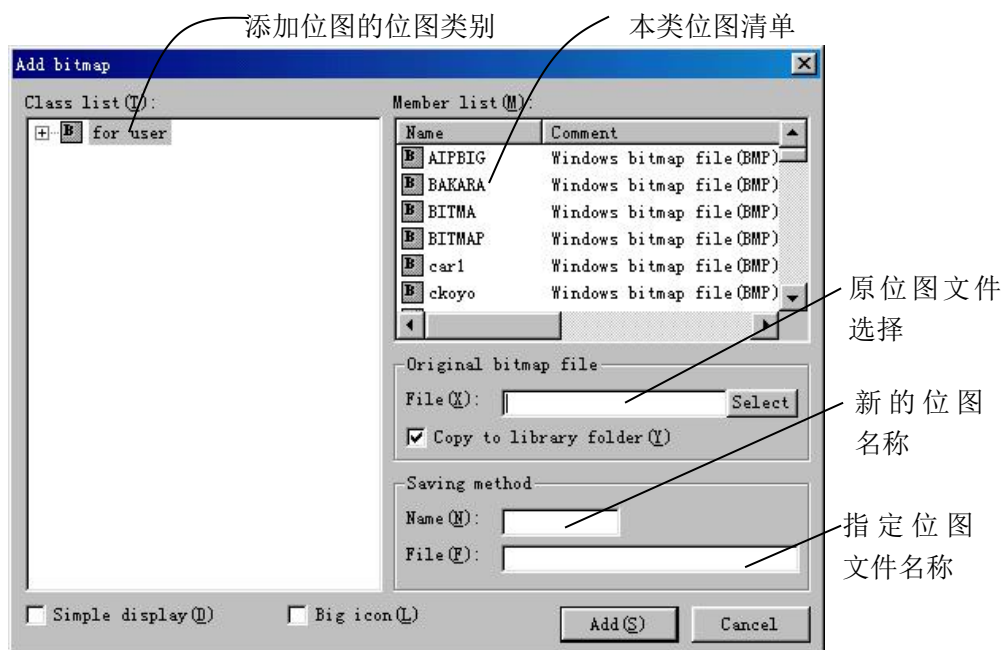 添加位图的位图类别
本类位图清单
Add bitmap
Class list(T):
Member list(M):
for user
Name Comment
AIPBIG Windows bitmap file(BMP)
BAKARA Windows bitmap file(BMP)
BITMA Windows bitmap file(BMP)
BITMAP Windows bitmap file(BMP)
car1 Windows bitmap file(BMP)
ckoyo Windows bitmap file(BMP)
原位图文件
选择
Original bitmap file
File(X):
Select
Copy to library folder(Y)
新的位图
名称
Saving method
Name(N):
File(F):
指定位图
文件名称
Simple display(D)
Big icon(L)
Add(S)
Cancel